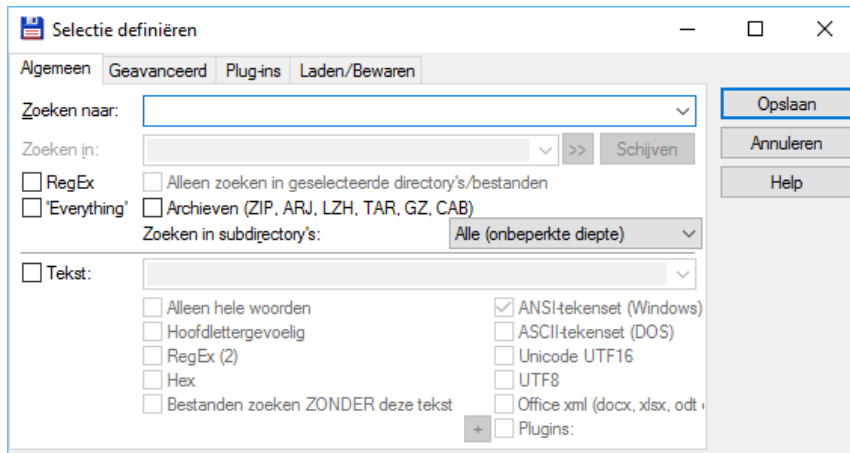 Selectie definiëren
Algemeen Geavanceerd Plug-ins Laden/Bewaren
Zoeken naar: Opslaan
Zoeken in: >> Schijven Annuleren
RegEx Alleen zoeken in geselecteerde directory's/bestanden Help
'Everything' Archieven (ZIP, ARJ, LZH, TAR, GZ, CAB)
Zoeken in subdirectory's: Alle (onbeperkte diepte)
Tekst:
Alleen hele woorden ANSI-tekenset (Windows)
Hoofdlettergevoelig ASCII-tekenset (DOS)
RegEx (2) Unicode UTF16
Hex UTF8
Bestanden zoeken ZONDER deze tekst Office xml (docx, xlsx, odt
+ Plugins: